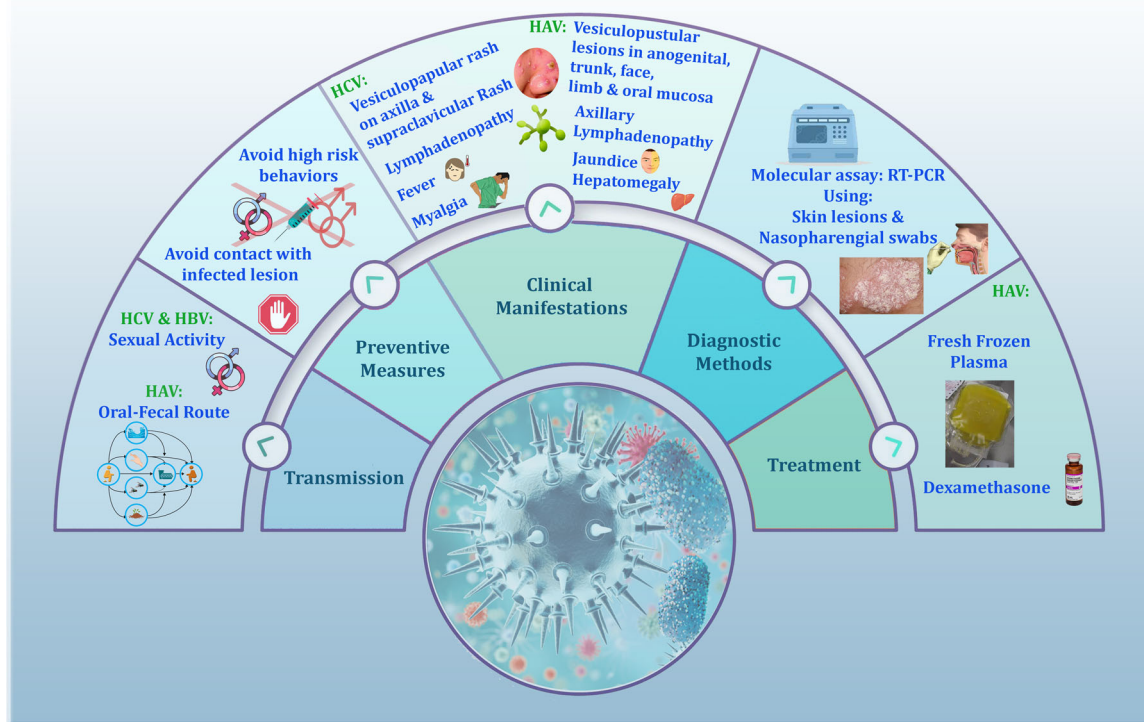 HCV & HBV:
Sexual Activity
HAV:
Oral-Fecal Route
Transmission
Avoid high risk
behaviors
Avoid contact with
infected lesion
Preventive
Measures
HCV:
Vesiculopapular rash
on axilla &
supraclavicular Rash
Lymphadenopathy
Fever
Myalgia
HAV:
Vesiculopustular
lesions in anogenital,
trunk, face,
limb & oral mucosa
Axillary
Lymphadenopathy
Jaundice
Hepatomegaly
Clinical
Manifestations
Molecular assay: RT-PCR
Using:
Skin lesions &
Nasopharengial swabs
Diagnostic
Methods
HAV:
Fresh Frozen
Plasma
Dexamethasone
Treatment